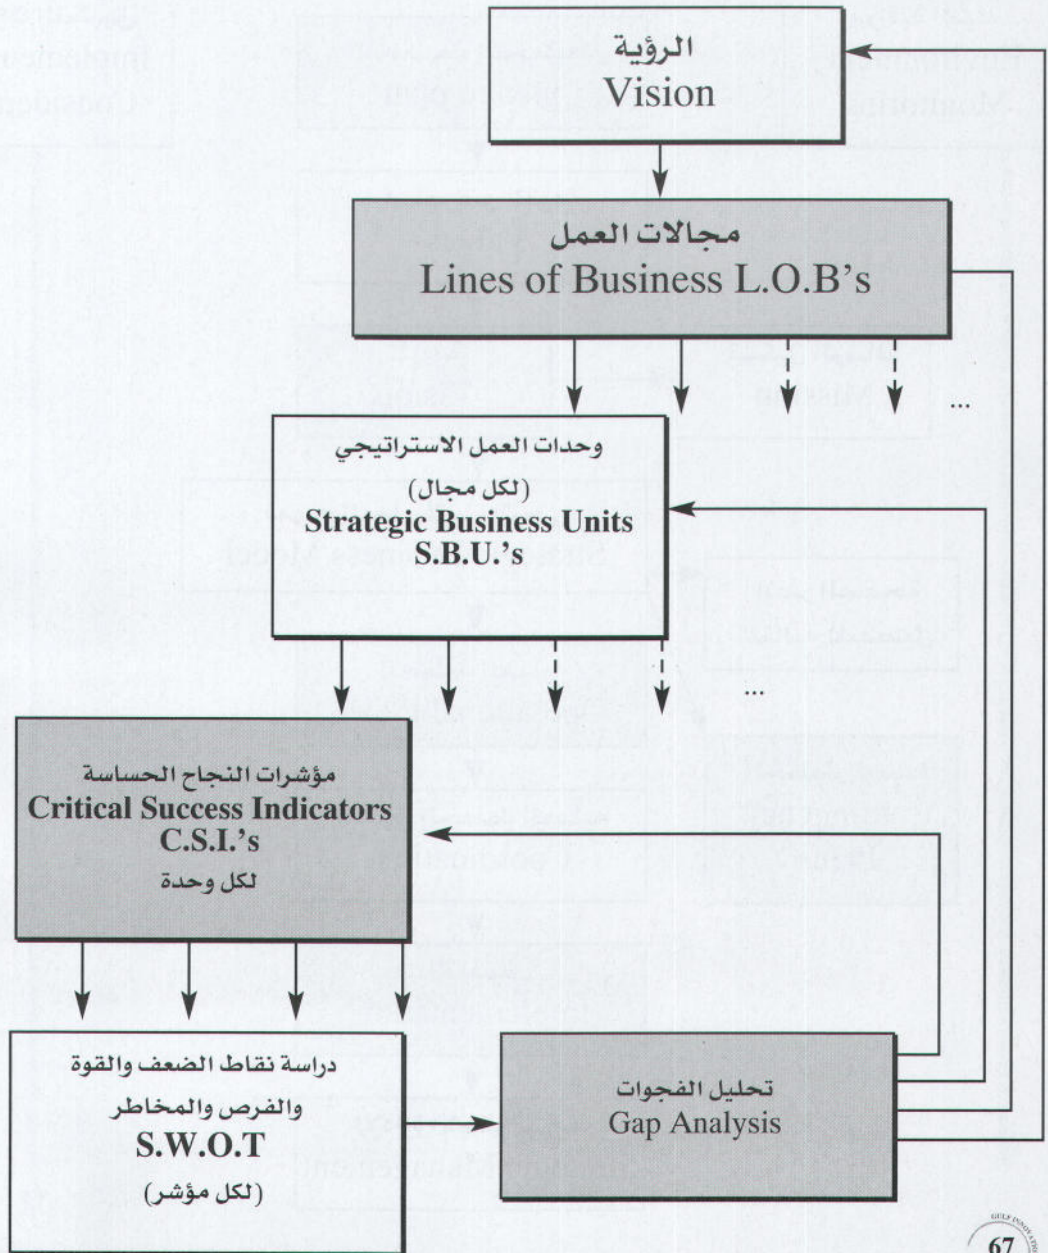 الرؤية
Vision
مجالات العمل
Lines of Business L.O.B's
...
وحدات العمل الاستراتيجي
(لكل مجال)
Strategic Business Units
S.B.U.'s
...
مؤشرات النجاح الحساسة
Critical Success Indicators
C.S.I.'s
لكل وحدة
دراسة نقاط الضعف والقوة
والفرص والمخاطر
S.W.O.T
(لكل مؤشر)
تحليل الفجوات
Gap Analysis
GULF
67